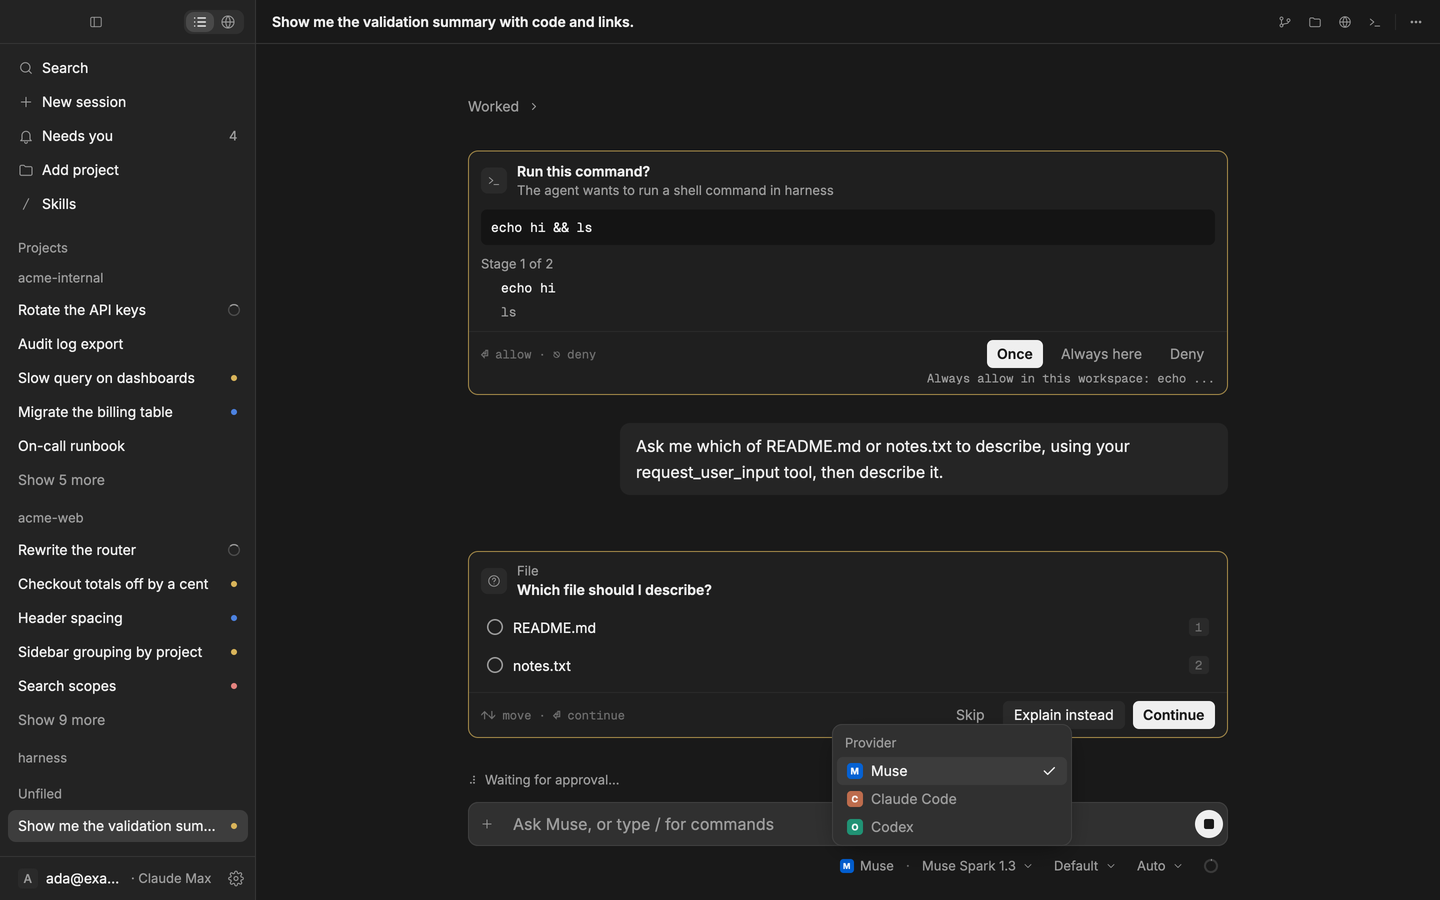 Show me the validation summary with code and links.
Search
New session
Needs you 4
Add project
Skills
Projects
acme-internal
Rotate the API keys
Audit log export
Slow query on dashboards
Migrate the billing table
On-call runbook
Show 5 more
acme-web
Rewrite the router
Checkout totals off by a cent
Header spacing
Sidebar grouping by project
Search scopes
Show 9 more
harness
Unfiled
Show me the validation sum...
A ada@exa... · Claude Max
Worked
Run this command?
The agent wants to run a shell command in harness
echo hi && ls
Stage 1 of 2
echo hi
ls
allow · deny
Once Always here Deny
Always allow in this workspace: echo ...
Ask me which of README.md or notes.txt to describe, using your
request_user_input tool, then describe it.
File
Which file should I describe?
README.md 1
notes.txt 2
move · continue
Skip Explain instead Continue
Provider
M Muse
C Claude Code
O Codex
Waiting for approval...
Ask Muse, or type / for commands
M Muse · Muse Spark 1.3 Default Auto